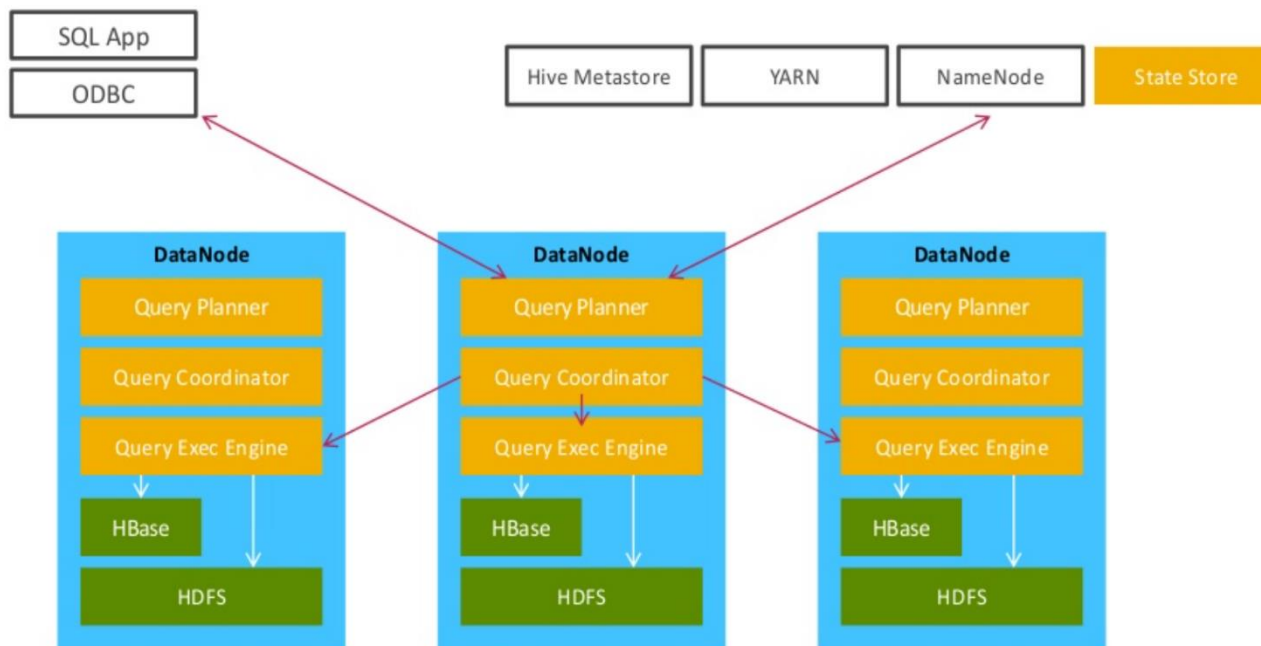 SQL App
ODBC
Hive Metastore
YARN
NameNode
State Store
DataNode
Query Planner
Query Coordinator
Query Exec Engine
HBase
HDFS
DataNode
Query Planner
Query Coordinator
Query Exec Engine
HBase
HDFS
DataNode
Query Planner
Query Coordinator
Query Exec Engine
HBase
HDFS